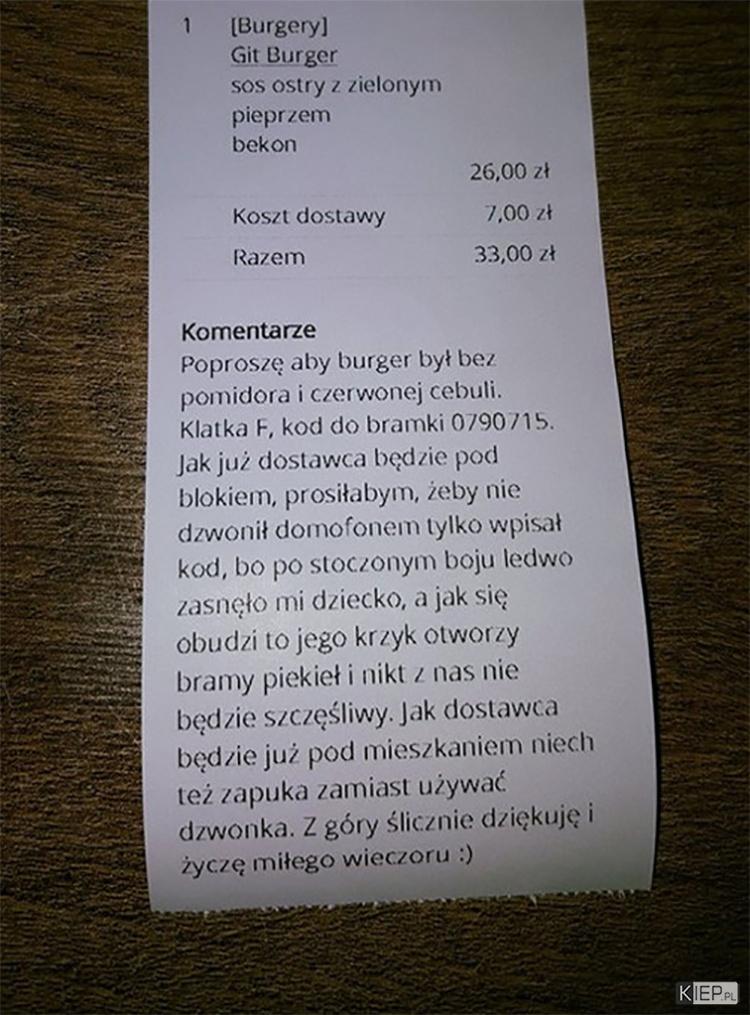 1 [Burgery]
Git Burger
sos ostry z zielonym
pieprzem
bekon
26,00 zł
Koszt dostawy 7,00 zł
Razem 33,00 zł
Komentarze
Poproszę aby burger był bez
pomidora i czerwonej cebuli.
Klatka F, kod do bramki 0790715.
Jak już dostawca będzie pod
blokiem, prosiłabym, żeby nie
dzwonił domofonem tylko wpisał
kod, bo po stoczonym boju ledwo
zasnęło mi dziecko, a jak się
obudzi to jego krzyk otworzy
bramy piekieł i nikt z nas nie
będzie szczęśliwy. Jak dostawca
będzie już pod mieszkaniem niech
też zapuka zamiast używać
dzwonka. Z góry ślicznie dziękuję i
życzę miłego wieczoru :)
KIEP.PL